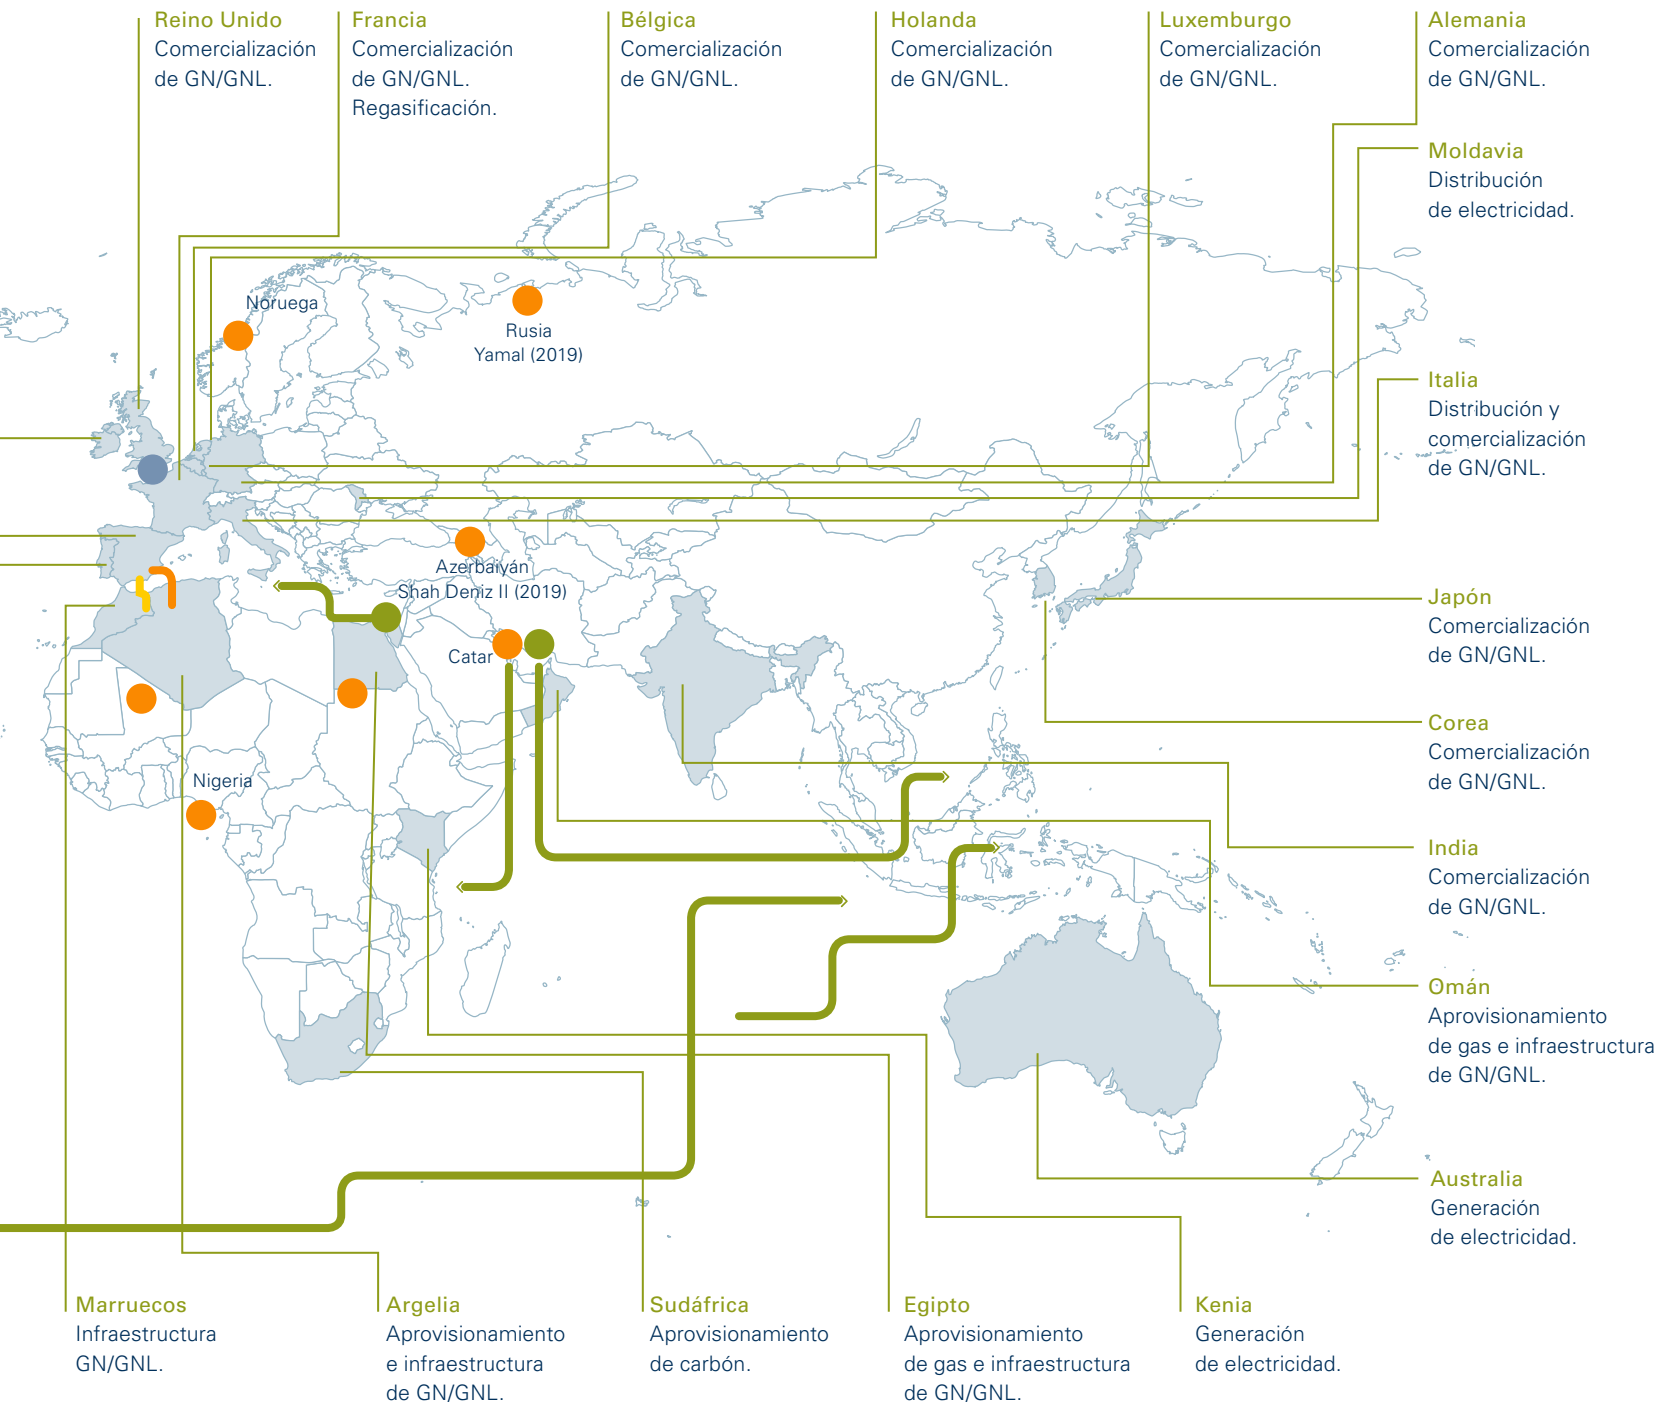 Reino Unido
Comercialización
de GN/GNL.
Francia
Comercialización
de GN/GNL.
Regasificación.
Bélgica
Comercialización
de GN/GNL.
Holanda
Comercialización
de GN/GNL.
Luxemburgo
Comercialización
de GN/GNL.
Alemania
Comercialización
de GN/GNL.
Moldavia
Distribución
de electricidad.
Noruega
Rusia
Yamal (2019)
Italia
Distribución y
comercialización
de GN/GNL.
Azerbaiyán
Shah Deniz II (2019)
Japón
Comercialización
de GN/GNL.
Catar
Corea
Comercialización
de GN/GNL.
Nigeria
India
Comercialización
de GN/GNL.
Omán
Aprovisionamiento
de gas e infraestructura
de GN/GNL.
Australia
Generación
de electricidad.
Marruecos
Infraestructura
GN/GNL.
Argelia
Aprovisionamiento
e infraestructura
de GN/GNL.
Sudáfrica
Aprovisionamiento
de carbón.
Egipto
Aprovisionamiento
de gas e infraestructura
de GN/GNL.
Kenia
Generación
de electricidad.